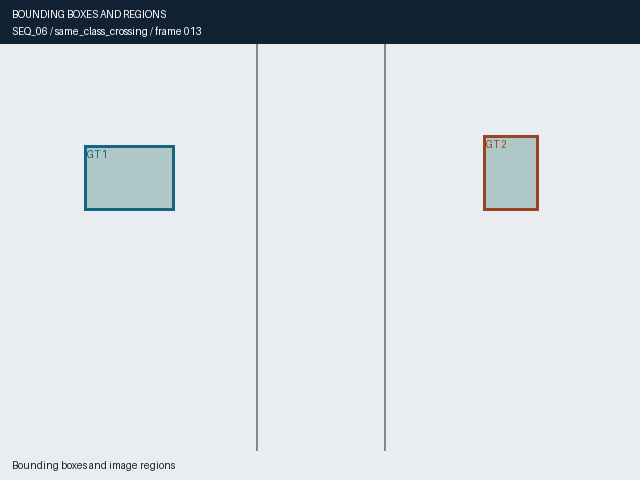 BOUNDING BOXES AND REGIONS
SEQ_06 / same_class_crossing / frame 013
GT1
GT2
Bounding boxes and image regions